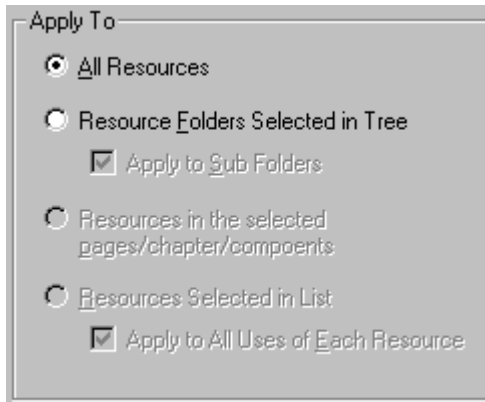 Apply To
All Resources
Resource Folders Selected in Tree
Apply to Sub Folders
Resources in the selected
pages/chapter/compoents
Resources Selected in List
Apply to All Uses of Each Resource